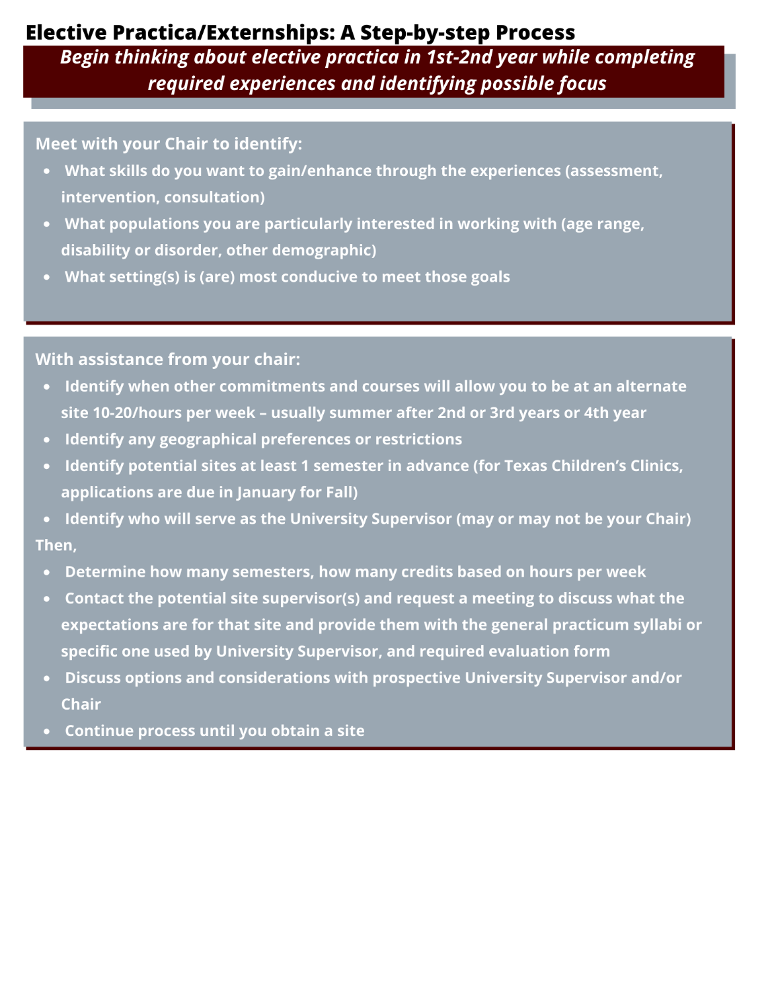 Elective Practica/Externships: A Step-by-step Process
Begin thinking about elective practica in 1st-2nd year while completing
required experiences and identifying possible focus
Meet with your Chair to identify:
• What skills do you want to gain/enhance through the experiences (assessment,
intervention, consultation)
• What populations you are particularly interested in working with (age range,
disability or disorder, other demographic)
• What setting(s) is (are) most conducive to meet those goals
With assistance from your chair:
• Identify when other commitments and courses will allow you to be at an alternate
site 10-20/hours per week – usually summer after 2nd or 3rd years or 4th year
• Identify any geographical preferences or restrictions
• Identify potential sites at least 1 semester in advance (for Texas Children’s Clinics,
applications are due in January for Fall)
• Identify who will serve as the University Supervisor (may or may not be your Chair)
Then,
• Determine how many semesters, how many credits based on hours per week
• Contact the potential site supervisor(s) and request a meeting to discuss what the
expectations are for that site and provide them with the general practicum syllabi or
specific one used by University Supervisor, and required evaluation form
• Discuss options and considerations with prospective University Supervisor and/or
Chair
• Continue process until you obtain a site